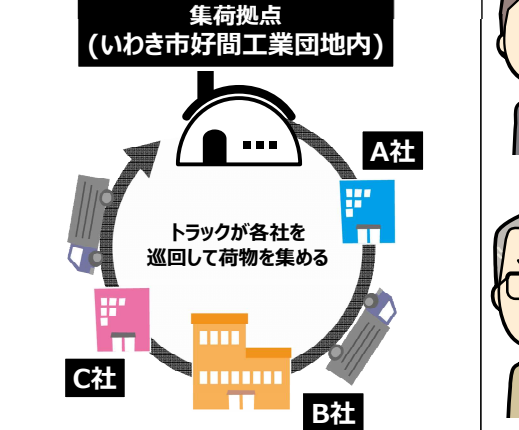 集荷拠点
(いわき市好間工業団地内)
A社
トラックが各社を
巡回して荷物を集める
C社
B社